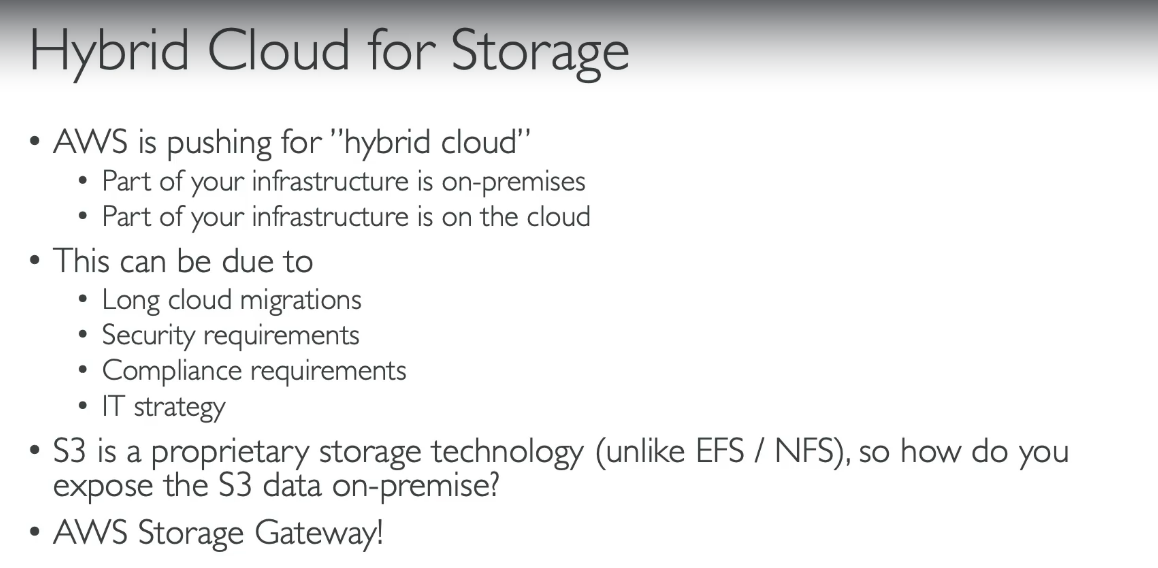 Hybrid Cloud for Storage
• AWS is pushing for ”hybrid cloud”
• Part of your infrastructure is on-premises
• Part of your infrastructure is on the cloud
• This can be due to
• Long cloud migrations
• Security requirements
• Compliance requirements
• IT strategy
• S3 is a proprietary storage technology (unlike EFS / NFS), so how do you
expose the S3 data on-premise?
• AWS Storage Gateway!